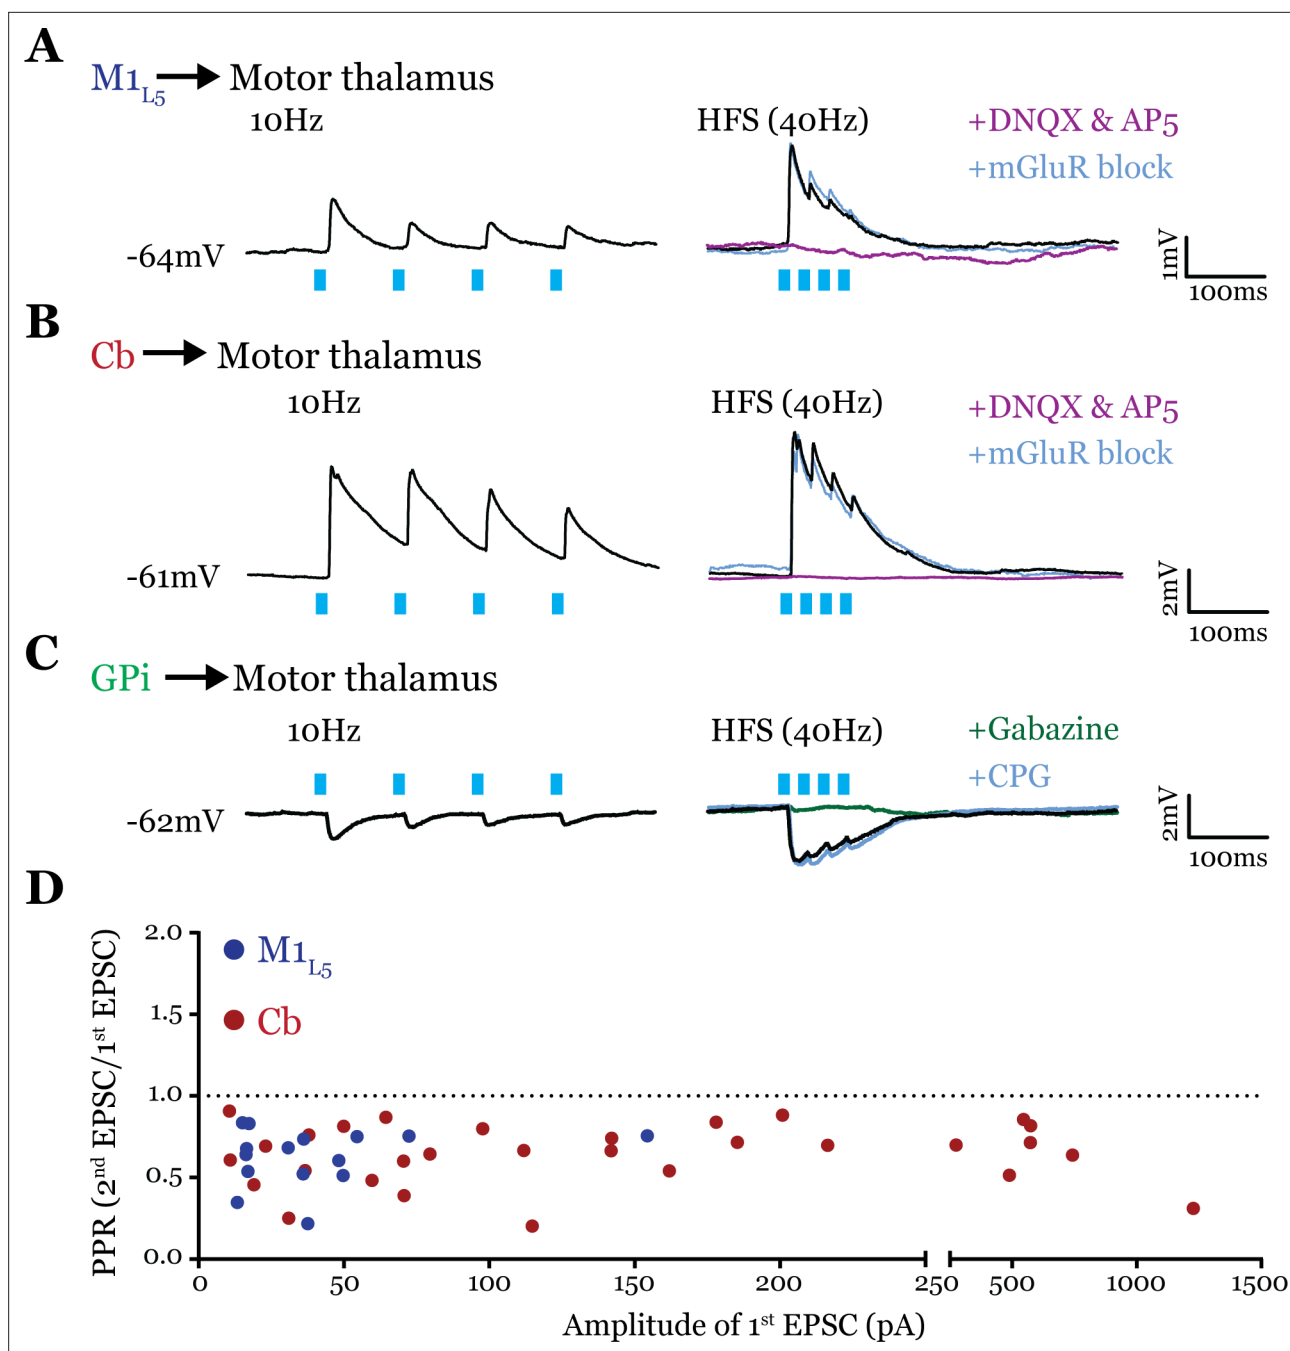 A
M1L5 → Motor thalamus
10Hz
HFS (40Hz)
+DNQX & AP5
+mGluR block
-64mV
1mV
100ms
B
Cb → Motor thalamus
10Hz
HFS (40Hz)
+DNQX & AP5
+mGluR block
-61mV
2mV
100ms
C
GPi → Motor thalamus
10Hz
HFS (40Hz)
+Gabazine
+CPG
-62mV
2mV
100ms
D
PPR (2nd EPSC/1st EPSC)
2.0
1.5
1.0
0.5
0.0
M1L5
Cb
0 50 100 150 200 250 500 1000 1500
Amplitude of 1st EPSC (pA)